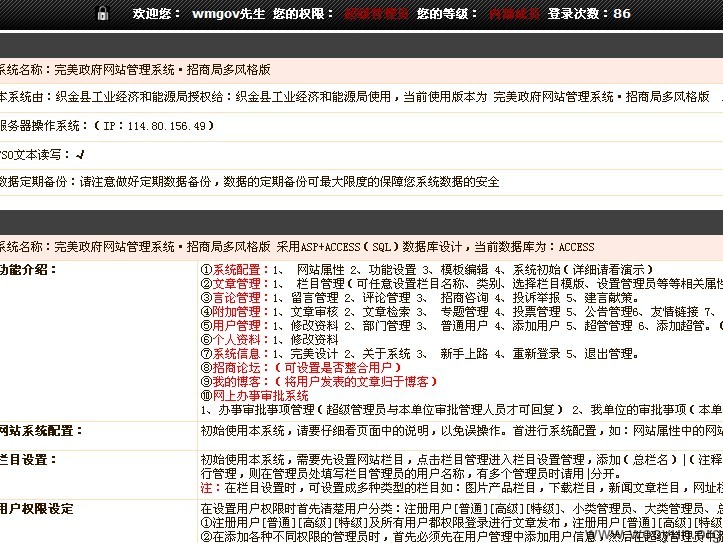 欢迎您： wmgov先生 您的权限： 超级管理员 您的等级： 登录次数：86
系统名称：完美政府网站管理系统·招商局多风格版
本系统由：织金县工业经济和能源局授权给：织金县工业经济和能源局使用，当前使用版本为 完美政府网站管理系统·招商局多风格版
服务器操作系统：（IP：114.80.156.49）
FSO文本读写：√
数据定期备份：请注意做好定期数据备份，数据的定期备份可最大限度的保障您系统数据的安全
系统名称：完美政府网站管理系统·招商局多风格版 采用ASP+ACCESS（SQL）数据库设计，当前数据库为：ACCESS
功能介绍：
①系统配置：1、 网站属性 2、功能设置 3、模板编辑 4、系统初始（详细请看演示）
②文章管理：1、 栏目管理（可任意设置栏目名称、类别、选择栏目模版、设置管理员等等相关属性
③言论管理：1、留言管理 2、评论管理 3、 招商咨询 4、投诉举报 5、建言献策。
④附加管理：1、文章审核 2、文章检索 3、 专题管理 4、投票管理 5、公告管理6、友情链接 7、
⑤用户管理：1、修改资料 2、部门管理 3、 普通用户 4、添加用户 5、超管管理 6、添加超管。（
⑥个人资料：1、修改资料
⑦系统信息：1、完美设计 2、关于系统 3、 新手上路 4、重新登录 5、退出管理。
⑧招商论坛：（可设置是否整合用户）
⑨我的博客：（将用户发表的文章归于博客）
⑩网上办事审批系统
1、办事审批事项管理（超级管理员与本单位审批管理人员才可回复） 2、我单位的审批事项（本单
网站系统配置：
初始使用本系统，请要仔细看页面中的说明，以免误操作。首进行系统配置，如：网站属性中的网站
栏目设置：
初始使用本系统，需要先设置网站栏目，点击栏目管理进入栏目设置管理，添加（总栏名）|（注释
行管理，则在管理员处填写栏目管理员的用户名称，有多个管理员时请用|分开。
注：在栏目设置时，可设置成多种类型的栏目如：图片产品栏目，下载栏目，新闻文章栏目，网址栏
用户权限设定
在设置用户权限时首先请楚用户分类：注册用户[普通][高级][特级]、小类管理员、大类管理员、总
①注册用户[普通][高级][特级]及所有用户都权限登录进行文章发布，注册用户[普通][高级][特
②在添加各种不同权限的管理员时，首先必须先在用户管理中添加用户信息，然后在超级管理员中